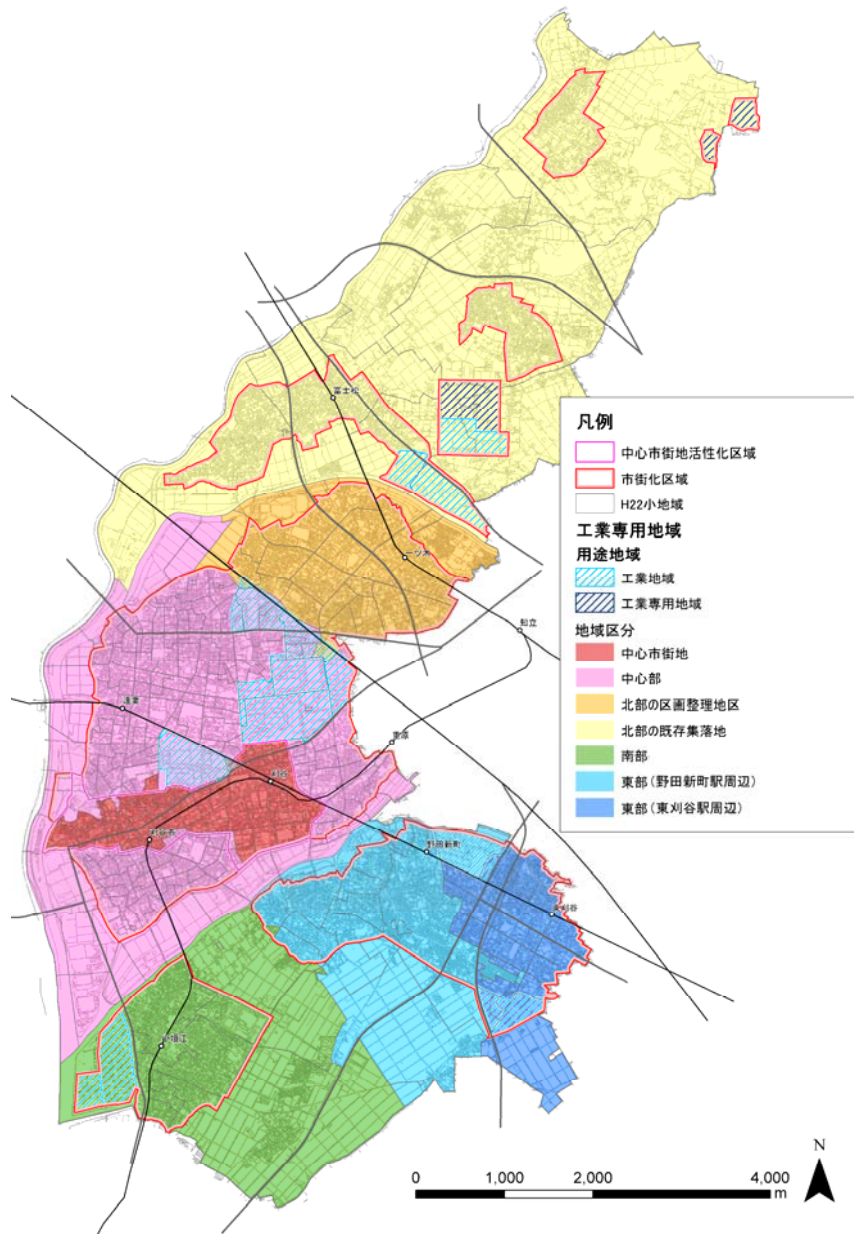 富士松
一ツ木
知立
逢妻
東原
刈谷
刈谷市
野田新町
東刈谷
小垣江
凡例
中心市街地活性化区域
市街化区域
H22小地域
工業専用地域
用途地域
工業地域
工業専用地域
地域区分
中心市街地
中心部
北部の区画整理地区
北部の既存集落地
南部
東部(野田新町駅周辺)
東部(東刈谷駅周辺)
N
0 1,000 2,000 4,000
m